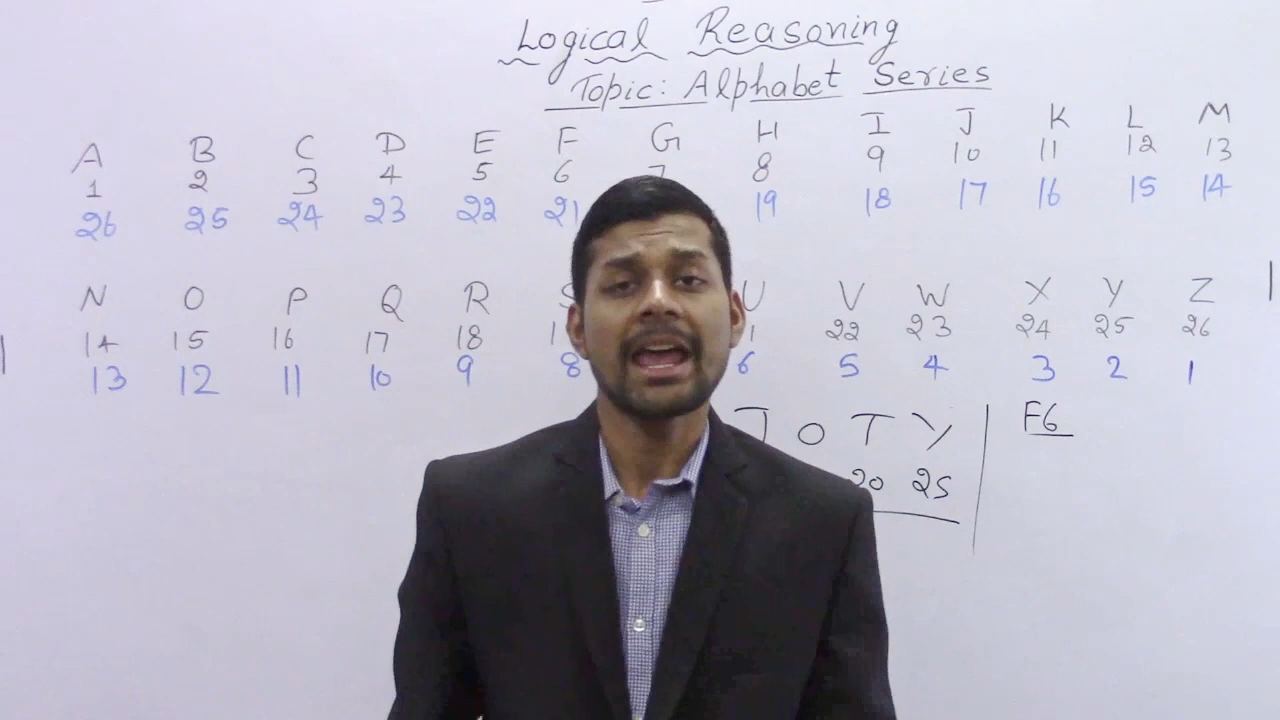 Logical Reasoning
Topic: Alphabet Series
A B C D E F G H I J K L M
1 2 3 4 5 6 7 8 9 10 11 12 13
26 25 24 23 22 21 19 18 17 16 15 14
N O P Q R S U V W X Y Z
14 15 16 17 18 22 23 24 25 26
13 12 11 10 9 8 6 5 4 3 2 1
J O T Y F6
20 25